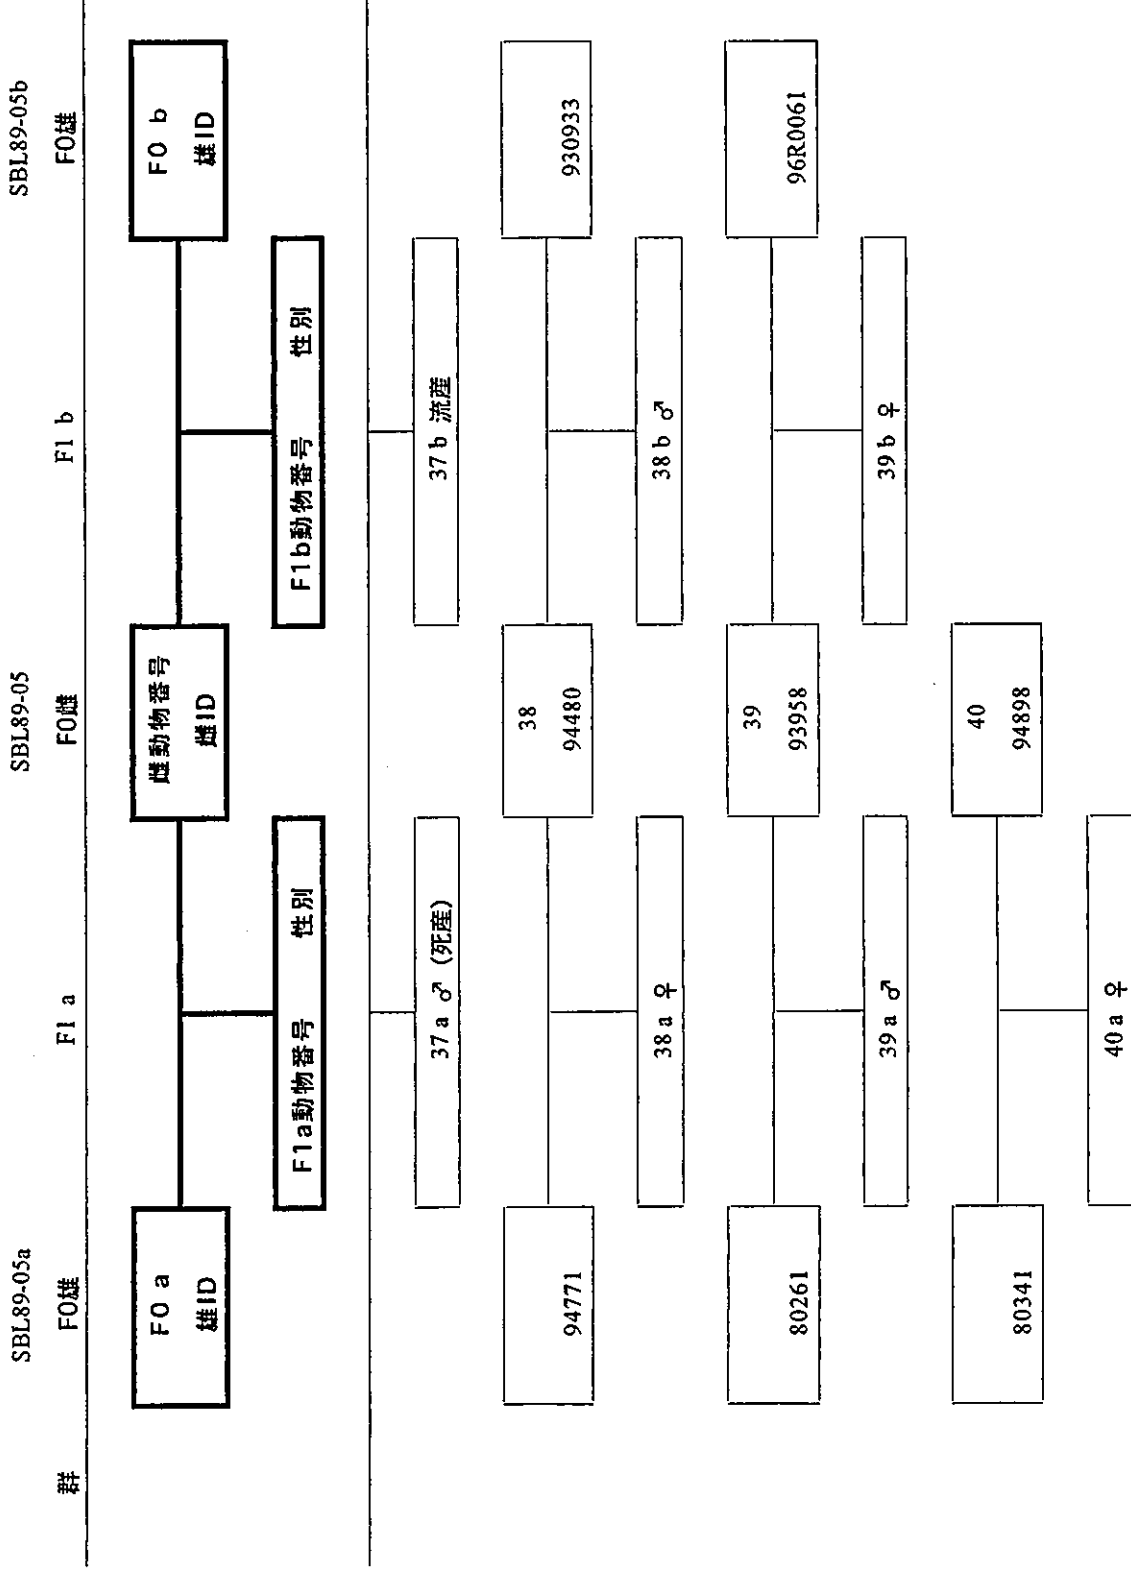 SBL89-05a SBL89-05 SBL89-05b
群 F0雄 F1 a F0雌 F1 b F0雄
F0 a
雄ID
雌動物番号
雌ID
F0 b
雄ID
F1a動物番号 性別
F1b動物番号 性別
37 a ♂ (死産)
37 b 流産
94771
38
94480
930933
38 a ♀
38 b ♂
80261
39
93958
96R0061
39 a ♂
39 b ♀
80341
40
94898
40 a ♀